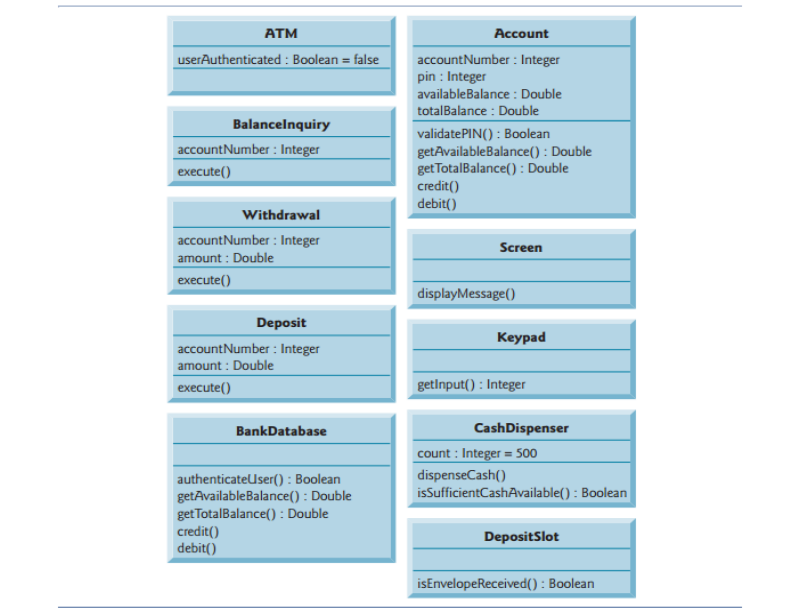 ATM
userAuthenticated : Boolean = false
BalanceInquiry
accountNumber : Integer
execute()
Withdrawal
accountNumber : Integer
amount : Double
execute()
Deposit
accountNumber : Integer
amount : Double
execute()
BankDatabase
authenticateUser() : Boolean
getAvailableBalance() : Double
getTotalBalance() : Double
credit()
debit()
Account
accountNumber : Integer
pin : Integer
availableBalance : Double
totalBalance : Double
validatePIN() : Boolean
getAvailableBalance() : Double
getTotalBalance() : Double
credit()
debit()
Screen
displayMessage()
Keypad
getInput() : Integer
CashDispenser
count : Integer = 500
dispenseCash()
isSufficientCashAvailable() : Boolean
DepositSlot
isEnvelopeReceived() : Boolean